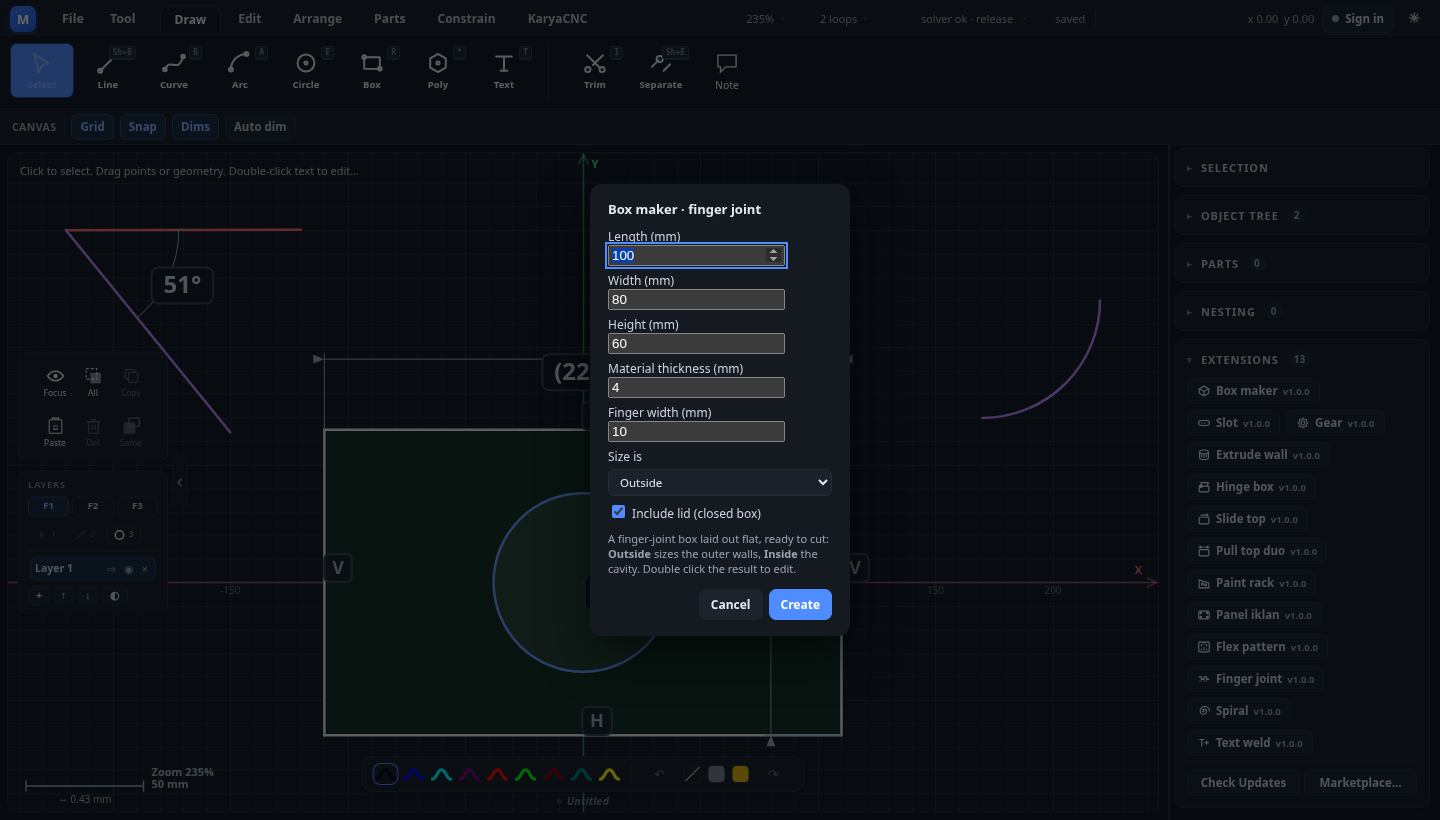 M File Tool Draw Edit Arrange Parts Constrain KaryaCNC 235% 2 loops solver ok · release saved x 0.00 y 0.00 Sign in
Sh+B B A E R * T I Sh+E
Select Line Curve Arc Circle Box Poly Text Trim Separate Note
CANVAS Grid Snap Dims Auto dim
Click to select. Drag points or geometry. Double-click text to edit...
Y
51°
(22
V
V
H
X
-150
150
200
Focus All Copy
Paste Del Same
LAYERS
F1 F2 F3
1 2 3
Layer 1
Zoom 235%
50 mm
↔ 0.43 mm
Untitled
Box maker · finger joint
Length (mm)
100
Width (mm)
80
Height (mm)
60
Material thickness (mm)
4
Finger width (mm)
10
Size is
Outside
Include lid (closed box)
A finger-joint box laid out flat, ready to cut:
Outside sizes the outer walls, Inside the
cavity. Double click the result to edit.
Cancel Create
SELECTION
OBJECT TREE 2
PARTS 0
NESTING 0
EXTENSIONS 13
Box maker v1.0.0
Slot v1.0.0 Gear v1.0.0
Extrude wall v1.0.0
Hinge box v1.0.0
Slide top v1.0.0
Pull top duo v1.0.0
Paint rack v1.0.0
Panel iklan v1.0.0
Flex pattern v1.0.0
Finger joint v1.0.0
Spiral v1.0.0
T+ Text weld v1.0.0
Check Updates Marketplace...